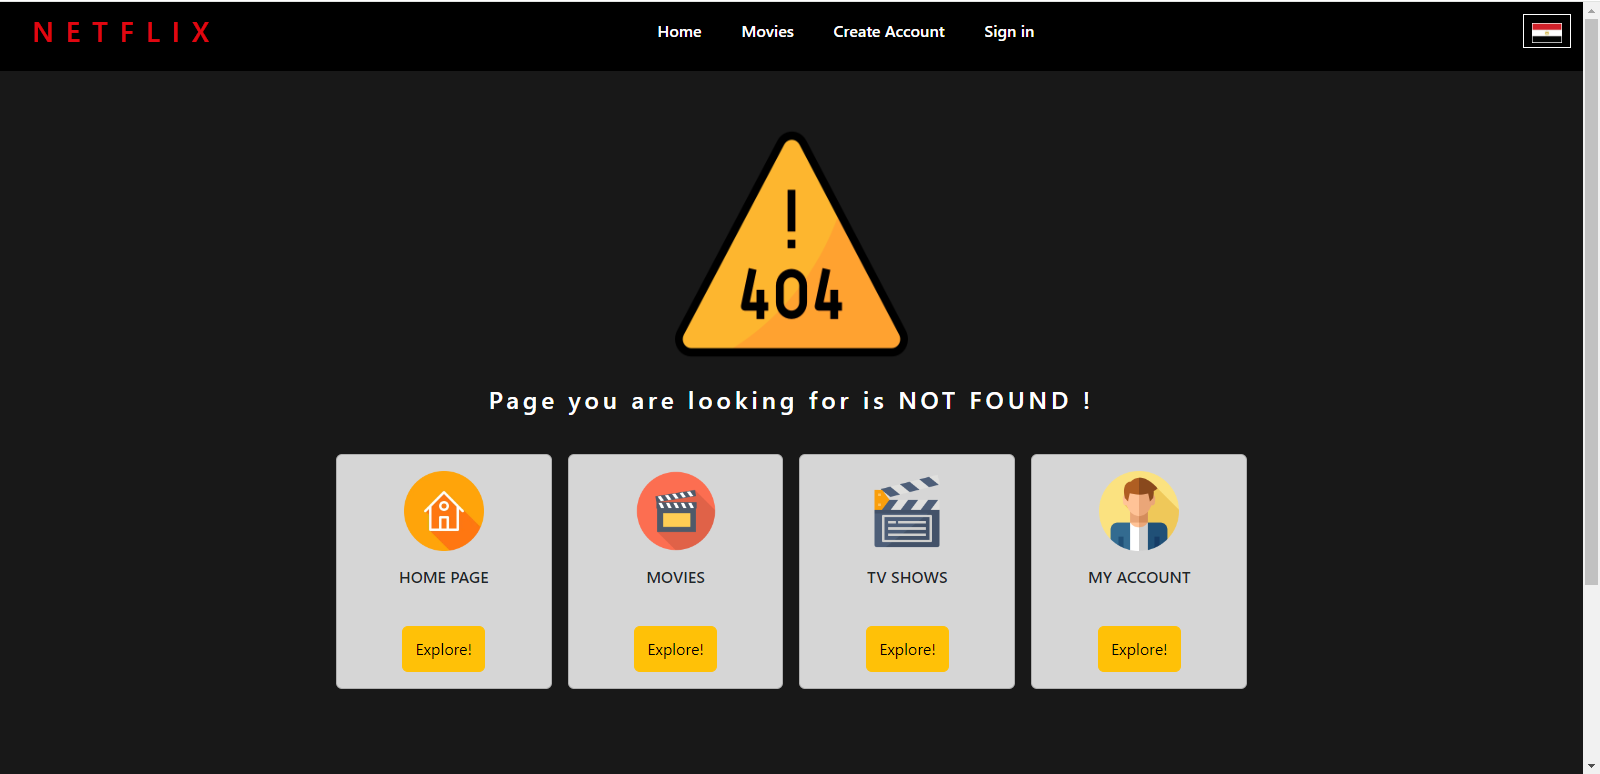 NETFLIX
Home Movies Create Account Sign in
!
404
Page you are looking for is NOT FOUND !
HOME PAGE MOVIES TV SHOWS MY ACCOUNT
Explore! Explore! Explore! Explore!